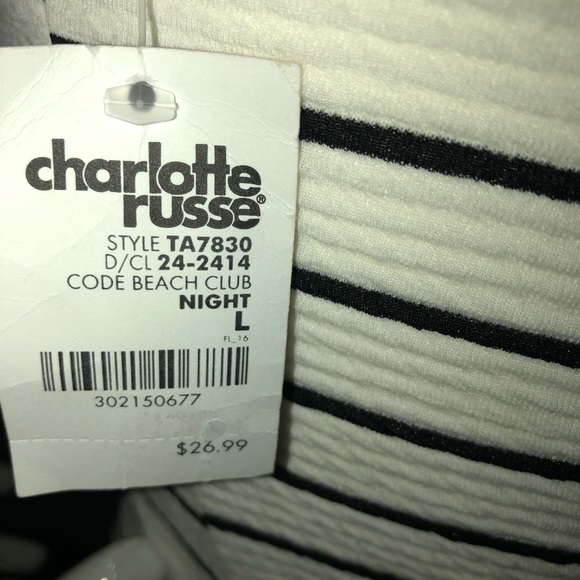 charlotte
russe®
STYLE TA7830
D/CL 24-2414
CODE BEACH CLUB
NIGHT
L
FL_16
302150677
$26.99